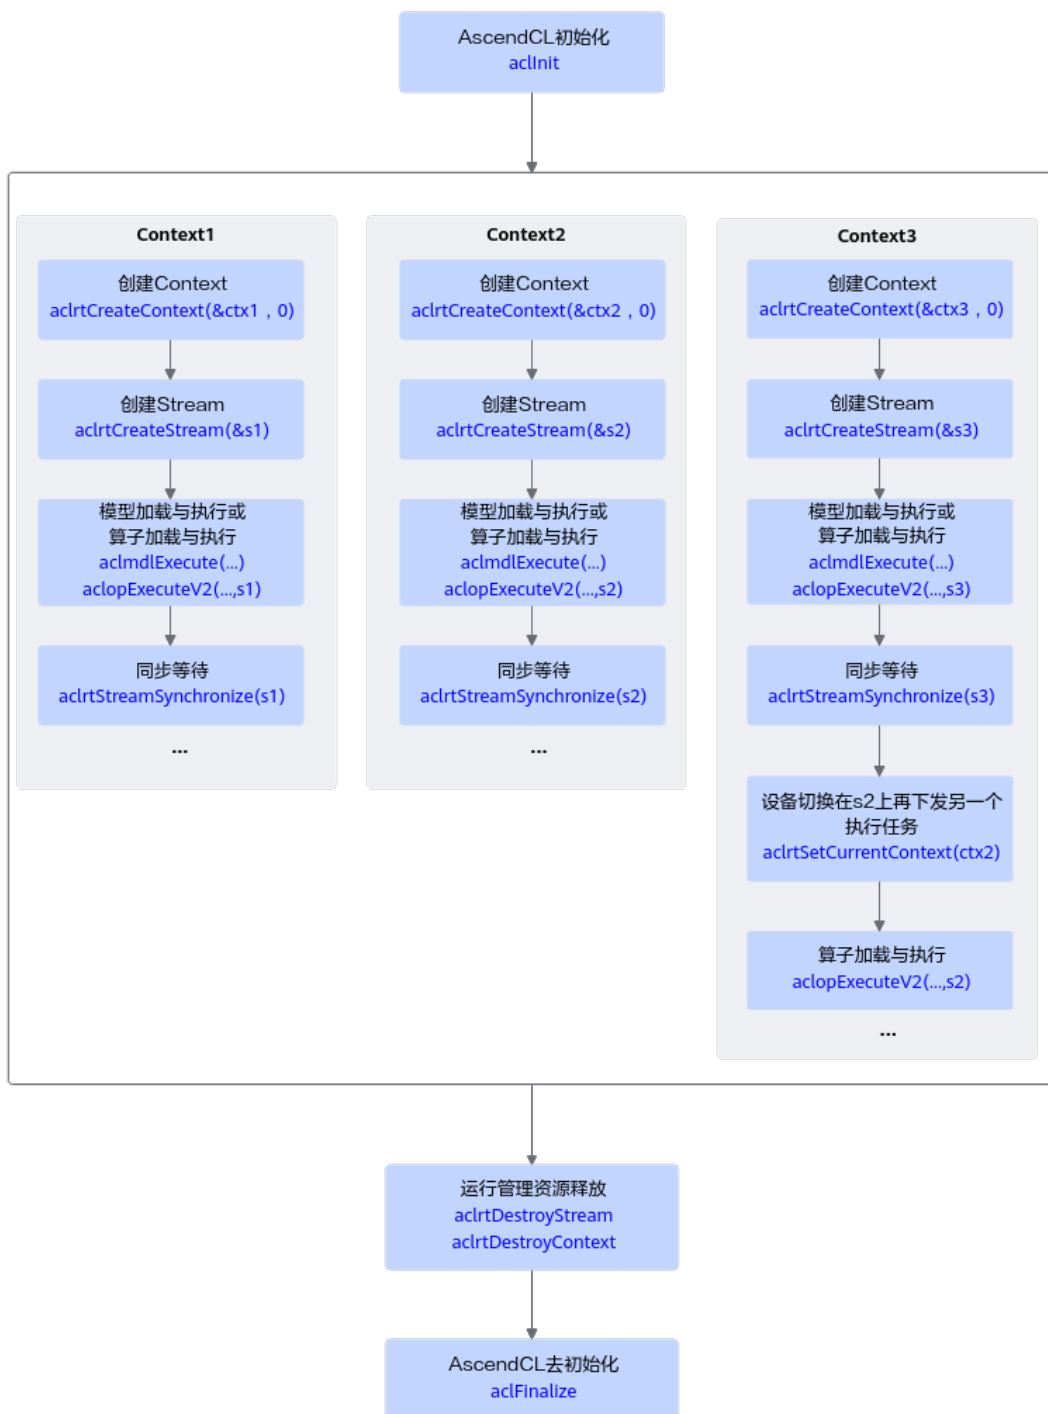 AscendCL初始化
aclInit
Context1
创建Context
aclrtCreateContext(&ctx1，0)
创建Stream
aclrtCreateStream(&s1)
模型加载与执行或
算子加载与执行
aclmdlExecute(...)
aclopExecuteV2(...,s1)
同步等待
aclrtStreamSynchronize(s1)
...
Context2
创建Context
aclrtCreateContext(&ctx2，0)
创建Stream
aclrtCreateStream(&s2)
模型加载与执行或
算子加载与执行
aclmdlExecute(...)
aclopExecuteV2(...,s2)
同步等待
aclrtStreamSynchronize(s2)
...
Context3
创建Context
aclrtCreateContext(&ctx3，0)
创建Stream
aclrtCreateStream(&s3)
模型加载与执行或
算子加载与执行
aclmdlExecute(...)
aclopExecuteV2(...,s3)
同步等待
aclrtStreamSynchronize(s3)
设备切换在s2上再下发另一个
执行任务
aclrtSetCurrentContext(ctx2)
算子加载与执行
aclopExecuteV2(...,s2)
...
运行管理资源释放
aclrtDestroyStream
aclrtDestroyContext
AscendCL去初始化
aclFinalize